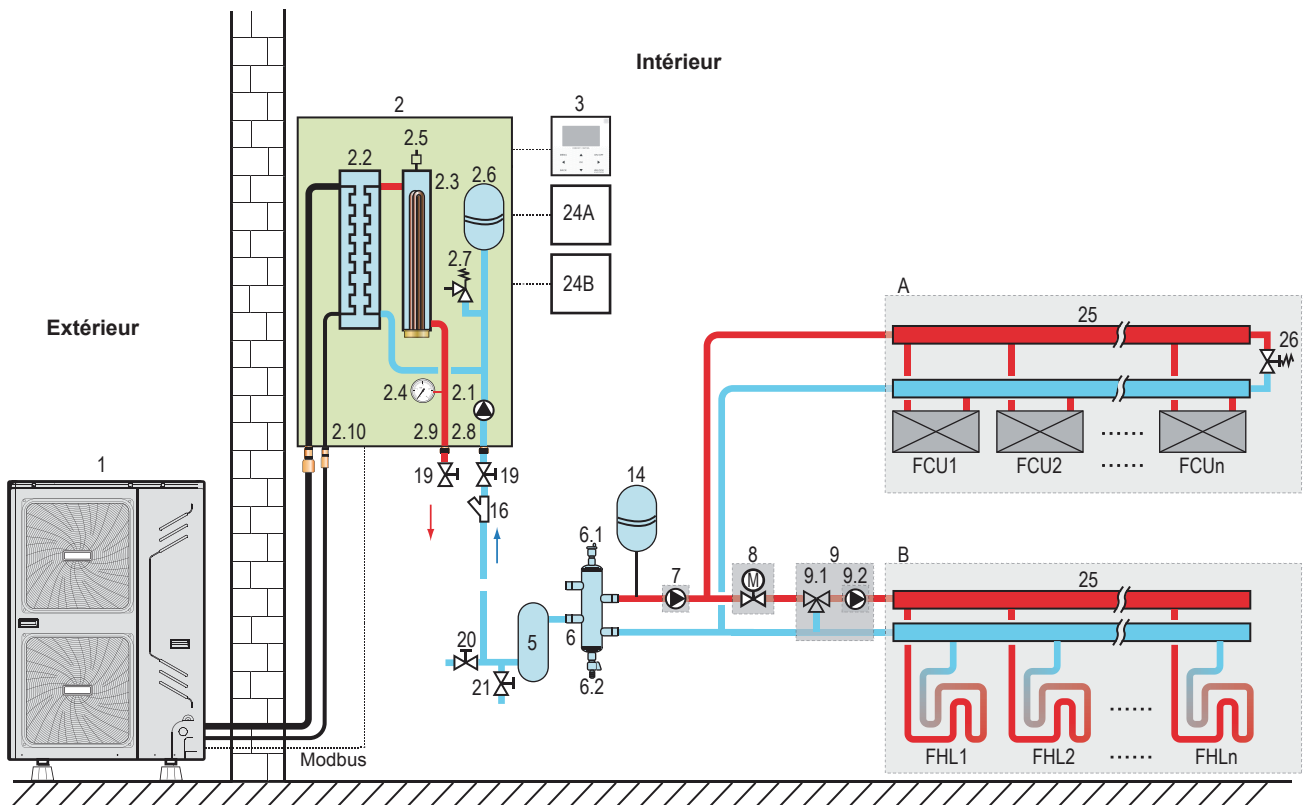 Intérieur
2
3
2.5
2.2
2.3
2.6
24A
2.7
24B
A
25
Extérieur
26
2.4
2.1
2.10
2.9
2.8
FCU1
FCU2
......
FCUn
1
19
19
14
16
6.1
8
9
B
7
M
9.1
9.2
25
20
5
6
21
6.2
......
FHL1
FHL2
......
FHLn
Modbus